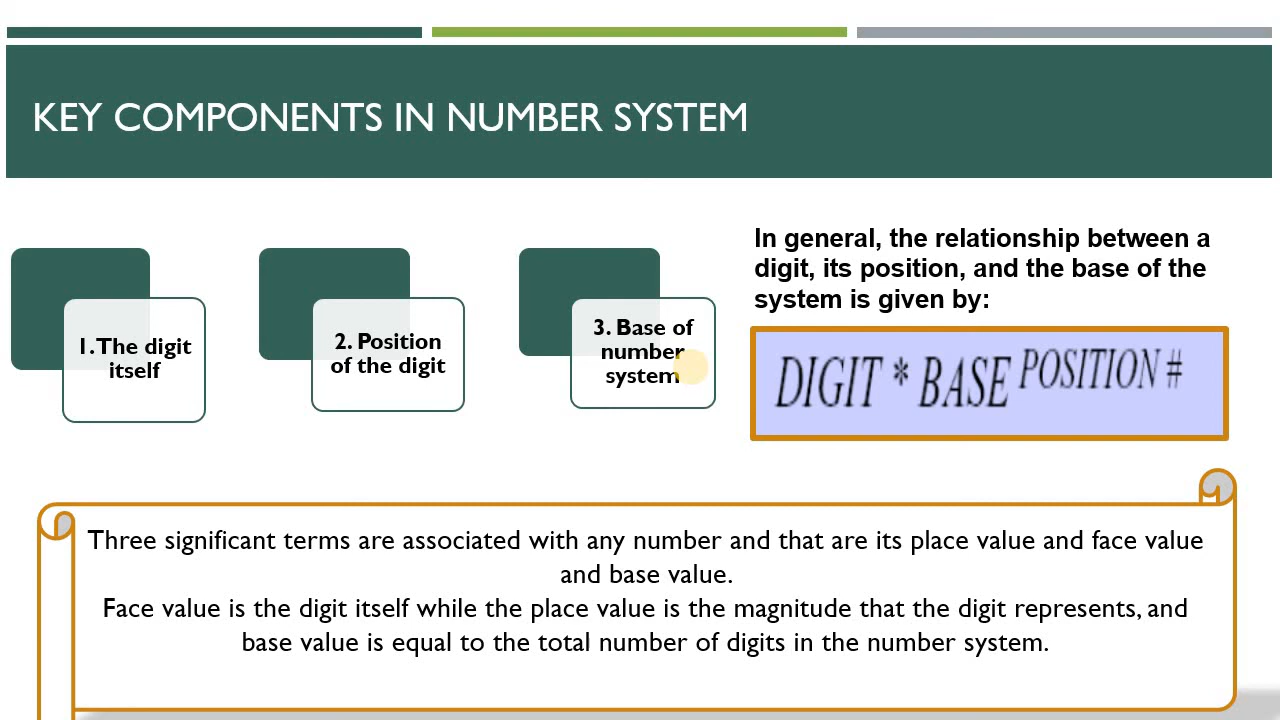 KEY COMPONENTS IN NUMBER SYSTEM
1. The digit
itself
2. Position
of the digit
3. Base of
number
system
In general, the relationship between a
digit, its position, and the base of the
system is given by:
DIGIT * BASE POSITION #
Three significant terms are associated with any number and that are its place value and face value
and base value.
Face value is the digit itself while the place value is the magnitude that the digit represents, and
base value is equal to the total number of digits in the number system.